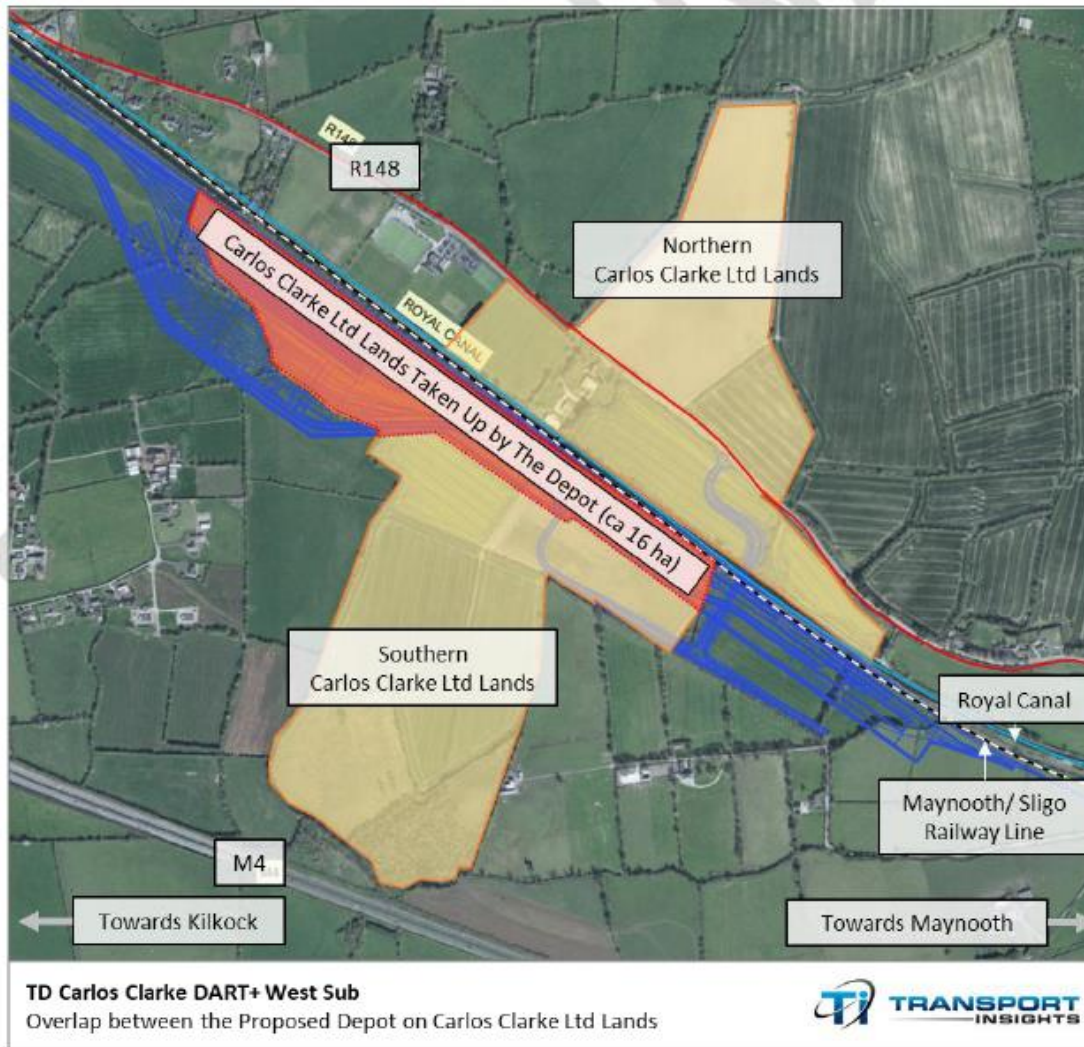 R148
R148
Northern
Carlos Clarke Ltd Lands
Carlos Clarke Ltd Lands Taken Up by The Depot (ca 16 ha)
ROYAL CANAL
Southern
Carlos Clarke Ltd Lands
Royal Canal
Maynooth/ Sligo
Railway Line
M4
Towards Kilkock
Towards Maynooth
TD Carlos Clarke DART+ West Sub
Overlap between the Proposed Depot on Carlos Clarke Ltd Lands
Ti TRANSPORT
INSIGHTS